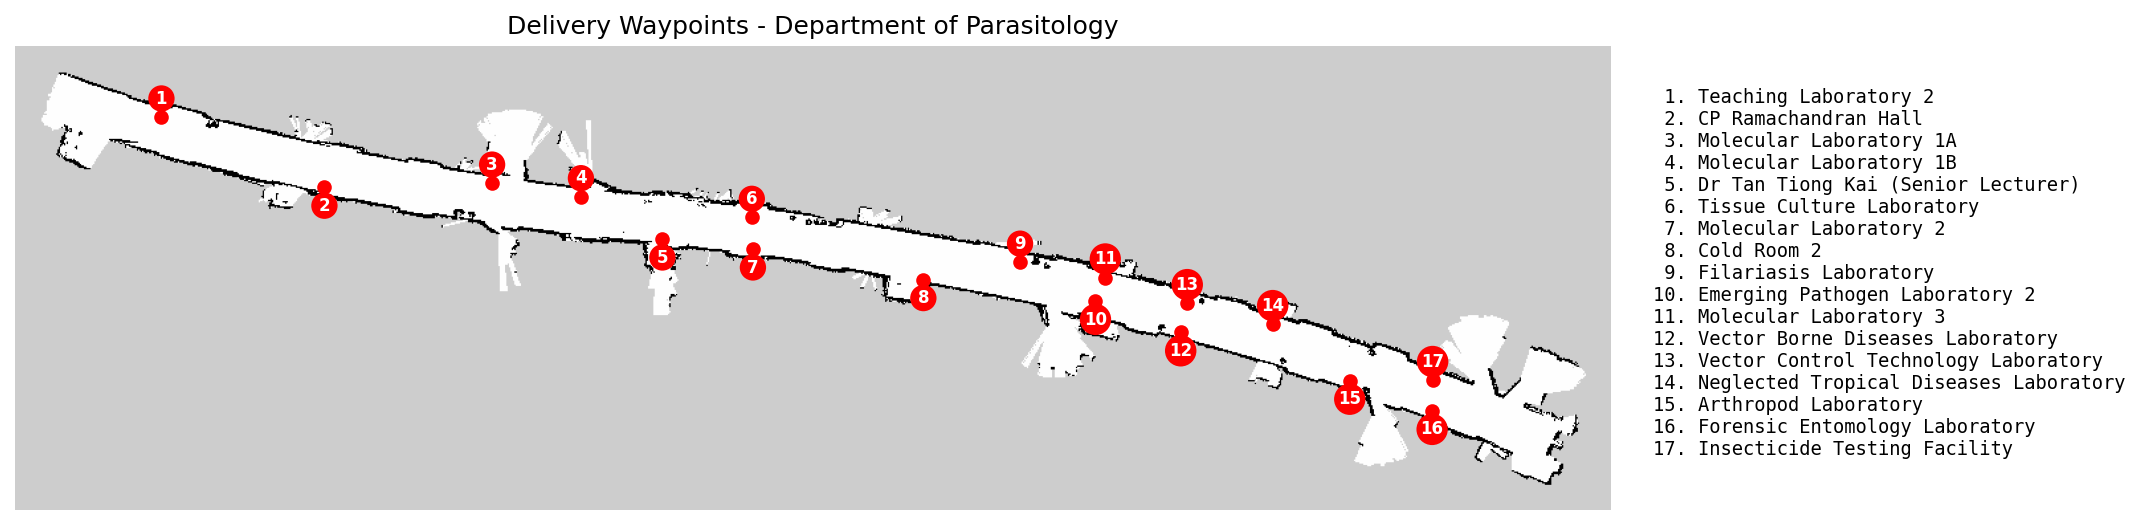 Delivery Waypoints - Department of Parasitology
1
2
3
4
5
6
7
8
9
10
11
12
13
14
15
16
17
1. Teaching Laboratory 2
2. CP Ramachandran Hall
3. Molecular Laboratory 1A
4. Molecular Laboratory 1B
5. Dr Tan Tiong Kai (Senior Lecturer)
6. Tissue Culture Laboratory
7. Molecular Laboratory 2
8. Cold Room 2
9. Filariasis Laboratory
10. Emerging Pathogen Laboratory 2
11. Molecular Laboratory 3
12. Vector Borne Diseases Laboratory
13. Vector Control Technology Laboratory
14. Neglected Tropical Diseases Laboratory
15. Arthropod Laboratory
16. Forensic Entomology Laboratory
17. Insecticide Testing Facility